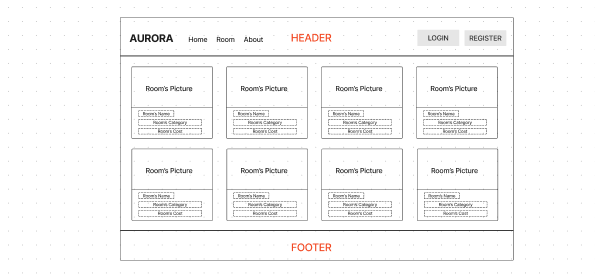 AURORA Home Room About HEADER LOGIN REGISTER
Room's Picture Room's Picture Room's Picture Room's Picture
Room's Name Room's Name Room's Name Room's Name
Room's Category Room's Category Room's Category Room's Category
Room's Cost Room's Cost Room's Cost Room's Cost
Room's Picture Room's Picture Room's Picture Room's Picture
Room's Name Room's Name Room's Name Room's Name
Room's Category Room's Category Room's Category Room's Category
Room's Cost Room's Cost Room's Cost Room's Cost
FOOTER